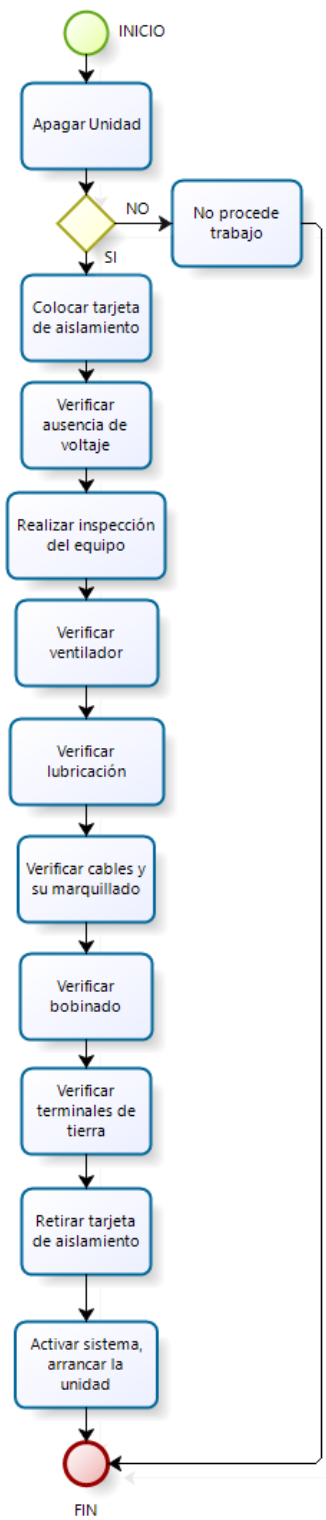 INICIO
Apagar Unidad
NO
No procede
trabajo
SI
Colocar tarjeta
de aislamiento
Verificar
ausencia de
voltaje
Realizar inspección
del equipo
Verificar
ventilador
Verificar
lubricación
Verificar cables y
su marquillado
Verificar
bobinado
Verificar
terminales de
tierra
Retirar tarjeta
de aislamiento
Activar sistema,
arrancar la
unidad
FIN